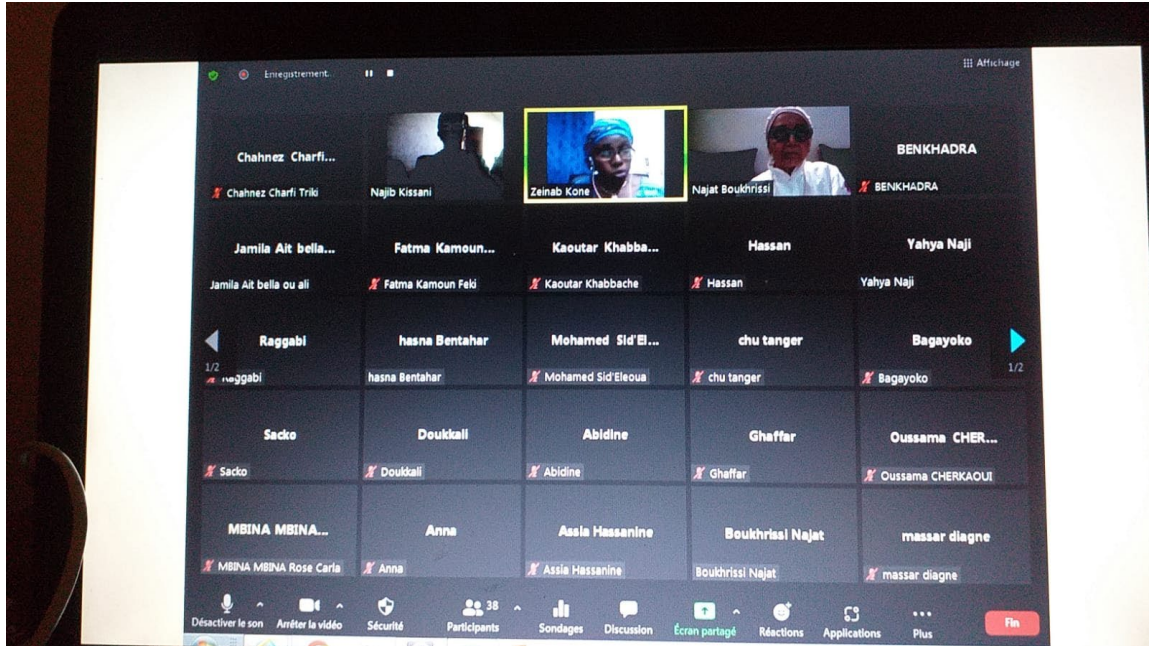 Enregistrement...
Affichage
Chahnez Charfi...
Chahnez Charfi Triki
Najib Kissani
Zeinab Kone
Najat Boukhrissi
BENKHADRA
BENKHADRA
Jamila Ait bella...
Jamila Ait bella ou ali
Fatma Kamoun...
Fatma Kamoun Feki
Kaoutar Khabba...
Kaoutar Khabbache
Hassan
Hassan
Yahya Naji
Yahya Naji
Raggabi
Raggabi
hasna Bentahar
hasna Bentahar
Mohamed Sid'El...
Mohamed Sid'Eleoua
chu tanger
chu tanger
Bagayoko
Bagayoko
1/2
1/2
Sacko
Sacko
Doukkali
Doukkali
Abidine
Abidine
Ghaffar
Ghaffar
Oussama CHER...
Oussama CHERKAOUI
MBINA MBINA...
MBINA MBINA Rose Carla
Anna
Anna
Assia Hassanine
Assia Hassanine
Boukhrissi Najat
Boukhrissi Najat
massar diagne
massar diagne
Désactiver le son
Arrêter la vidéo
Sécurité
38
Participants
Sondages
Discussion
Écran partagé
Réactions
Applications
Plus
Fin